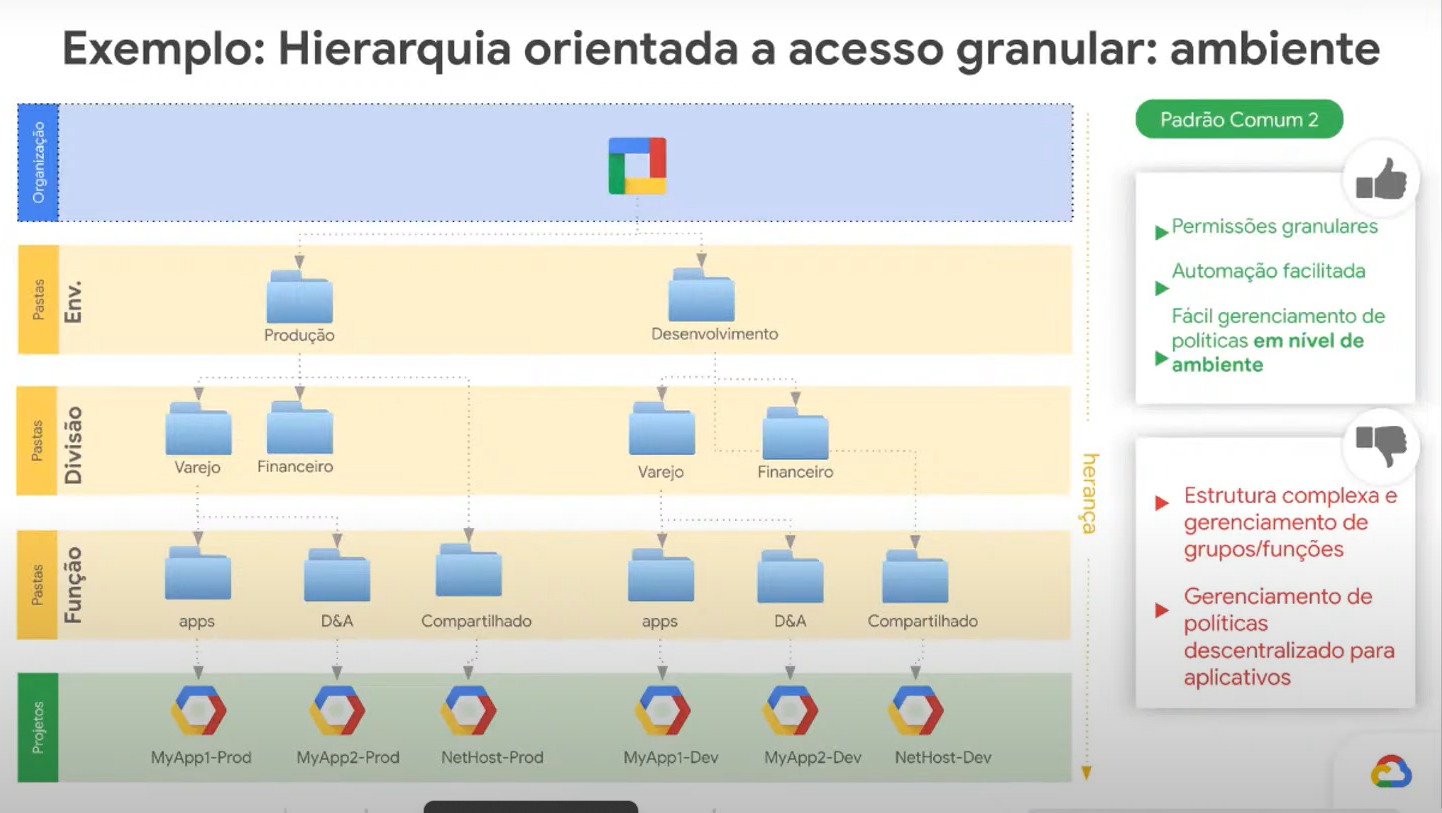 Exemplo: Hierarquia orientada a acesso granular: ambiente
Organização
Padrão Comum 2
Permissões granulares
Automação facilitada
Fácil gerenciamento de
políticas em nível de
ambiente
Pastas
Env.
Produção
Desenvolvimento
Pastas
Divisão
Varejo
Financeiro
Varejo
Financeiro
herança
Estrutura complexa e
gerenciamento de
grupos/funções
Gerenciamento de
políticas
descentralizado para
aplicativos
Pastas
Função
apps
D&A
Compartilhado
apps
D&A
Compartilhado
Projetos
MyApp1-Prod
MyApp2-Prod
NetHost-Prod
MyApp1-Dev
MyApp2-Dev
NetHost-Dev